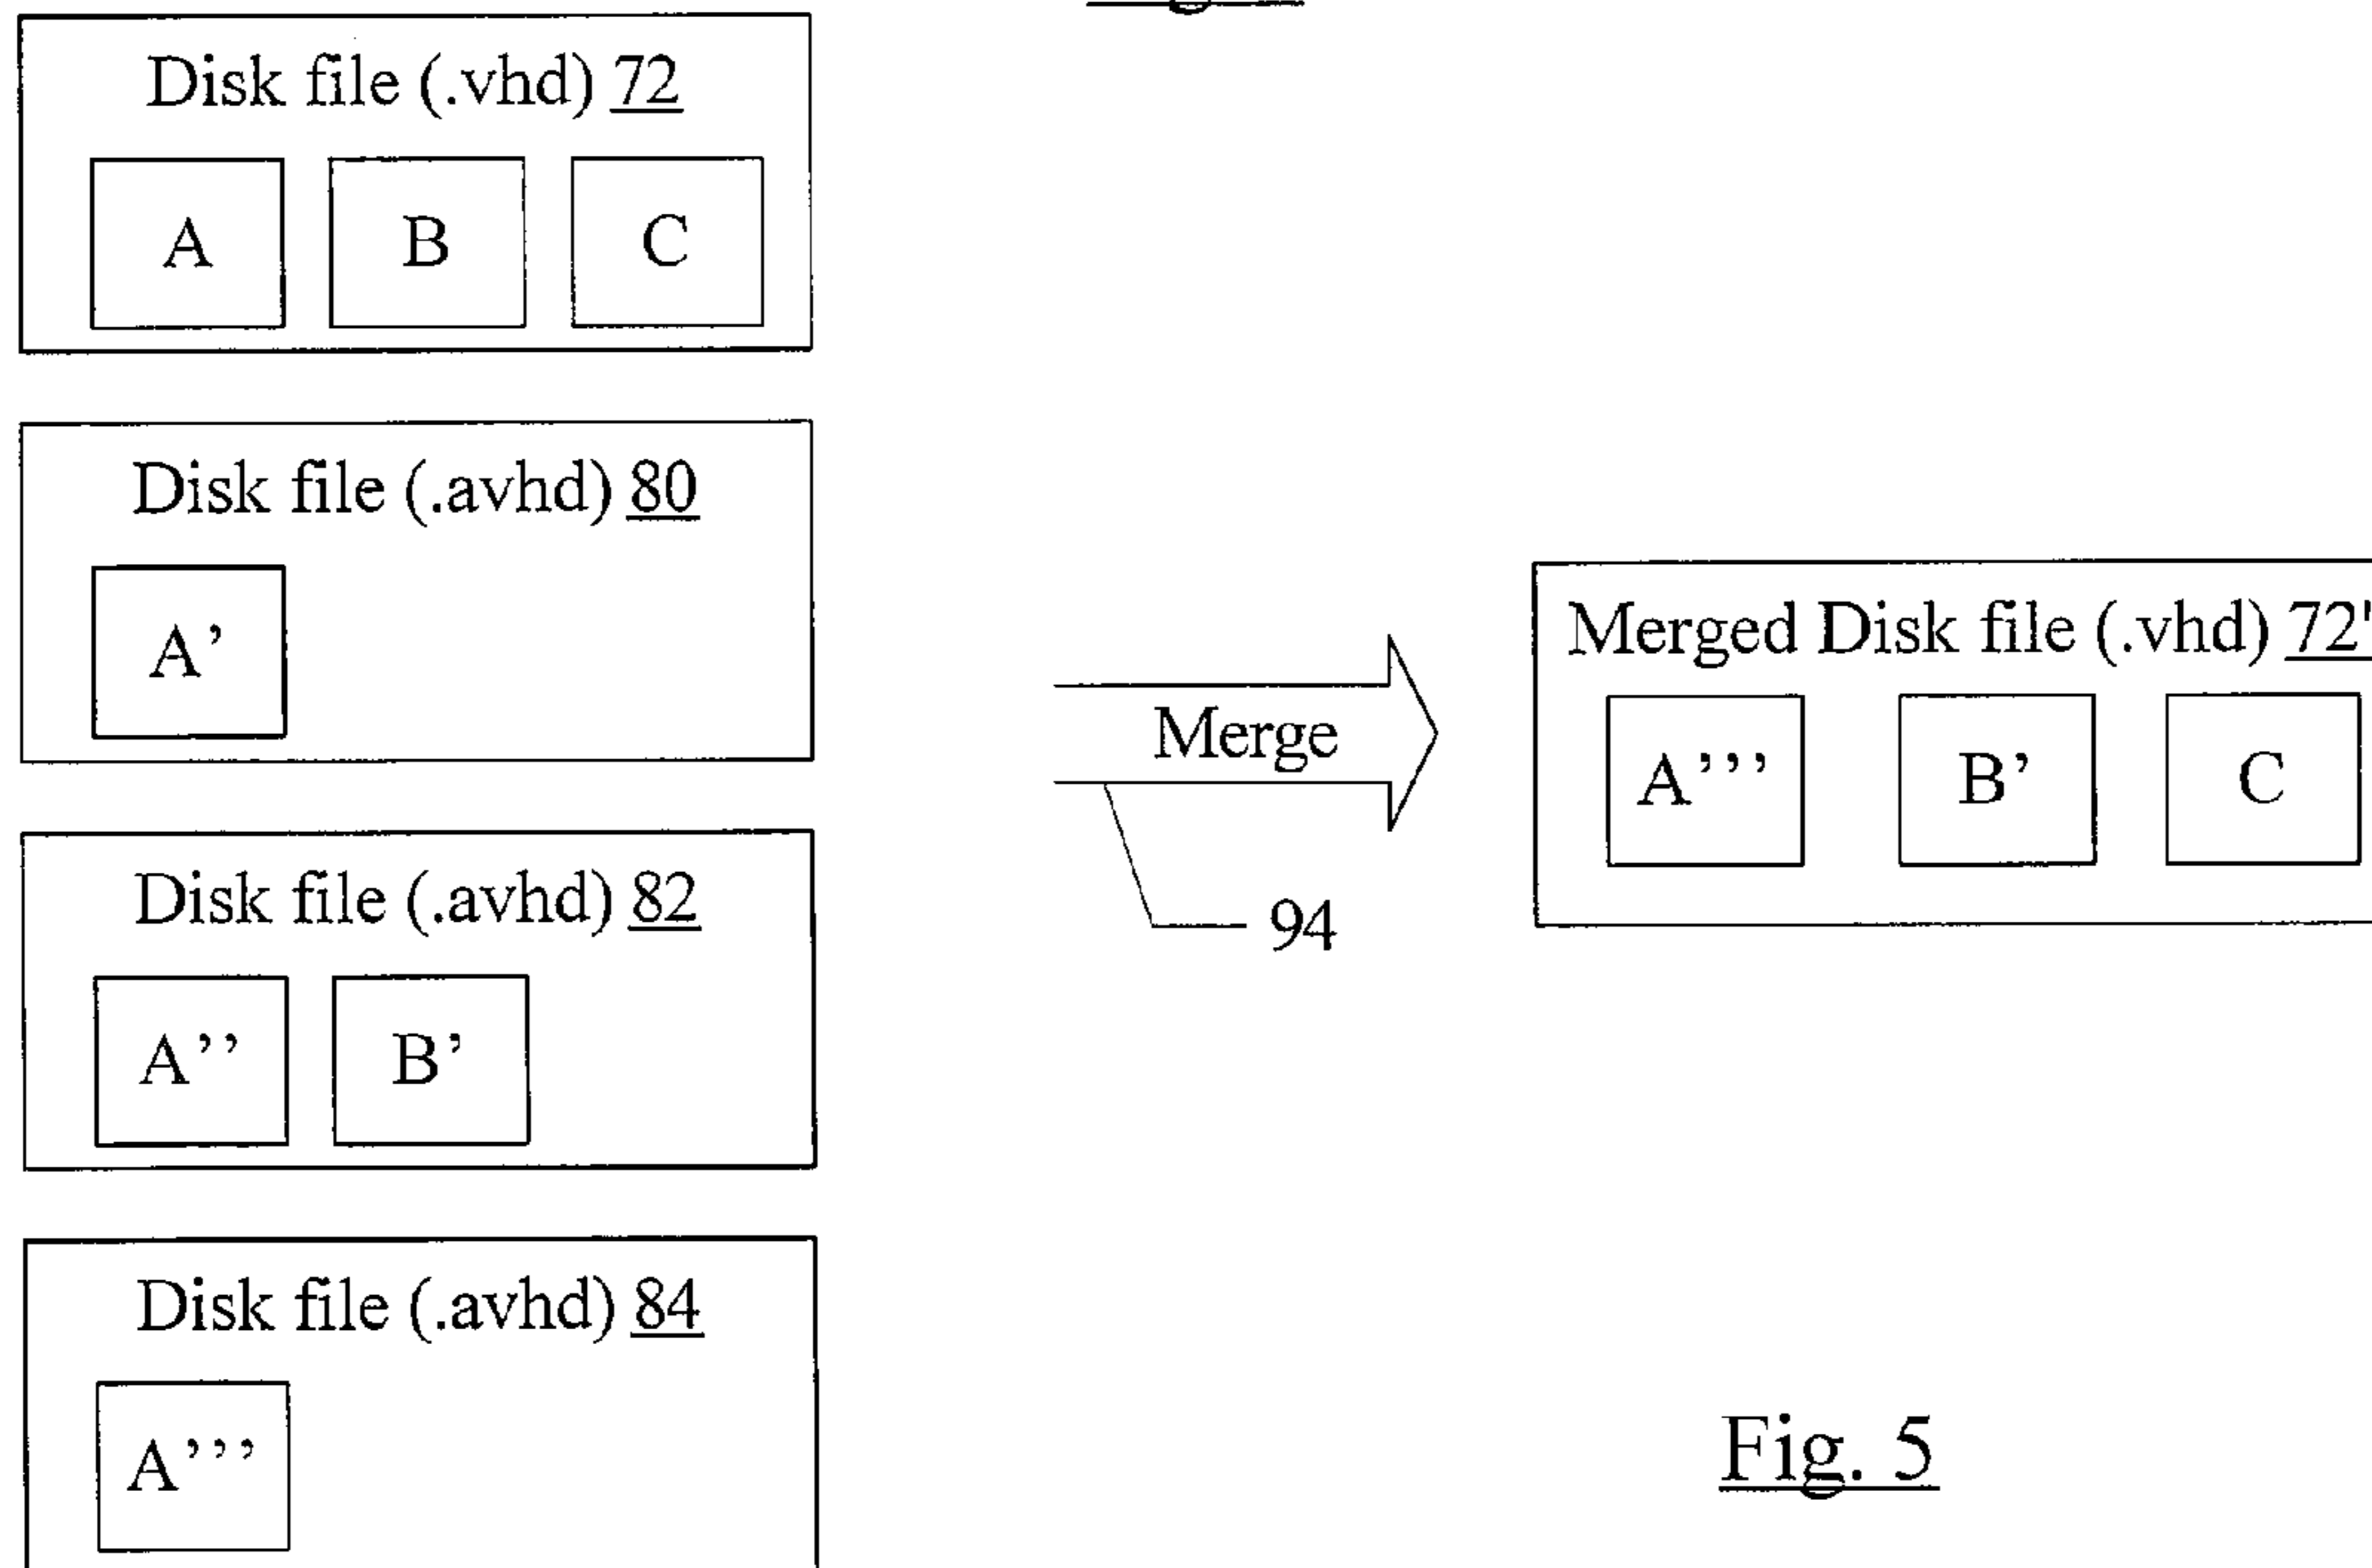 Disk file (.vhd) 72
A B C
Disk file (.avhd) 80
A’
Disk file (.avhd) 82
A’’ B’
Disk file (.avhd) 84
A’’’
Merge
94
Merged Disk file (.vhd) 72'
A’’’ B’ C
Fig. 5